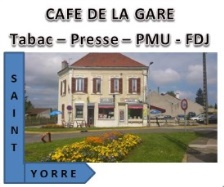 CAFE DE LA GARE
Tabac – Presse – PMU - FDJ
SAINT
YORRE